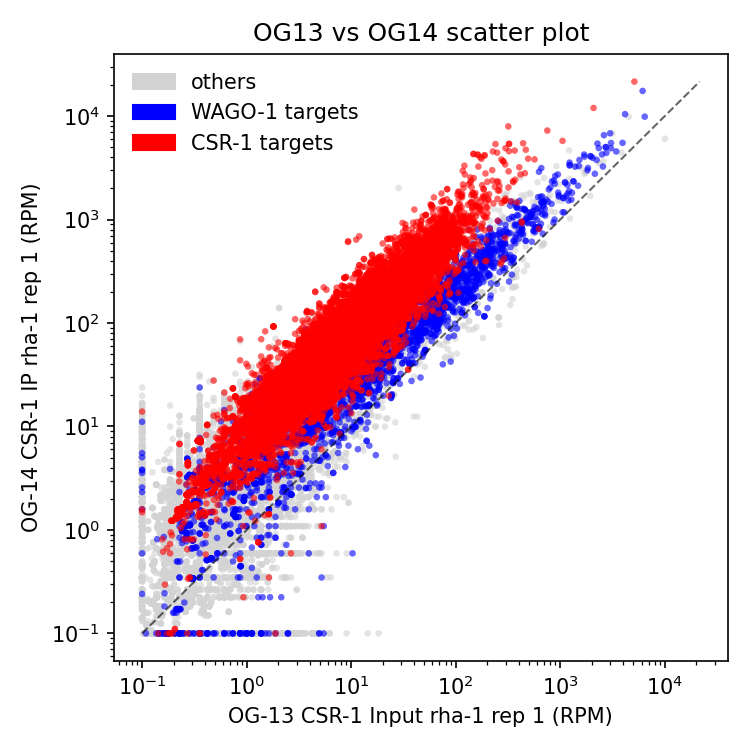 OG13 vs OG14 scatter plot
others
WAGO-1 targets
CSR-1 targets
OG-14 CSR-1 IP rha-1 rep 1 (RPM)
10⁴
10³
10²
10¹
10⁰
10⁻¹
10⁻¹ 10⁰ 10¹ 10² 10³ 10⁴
OG-13 CSR-1 Input rha-1 rep 1 (RPM)